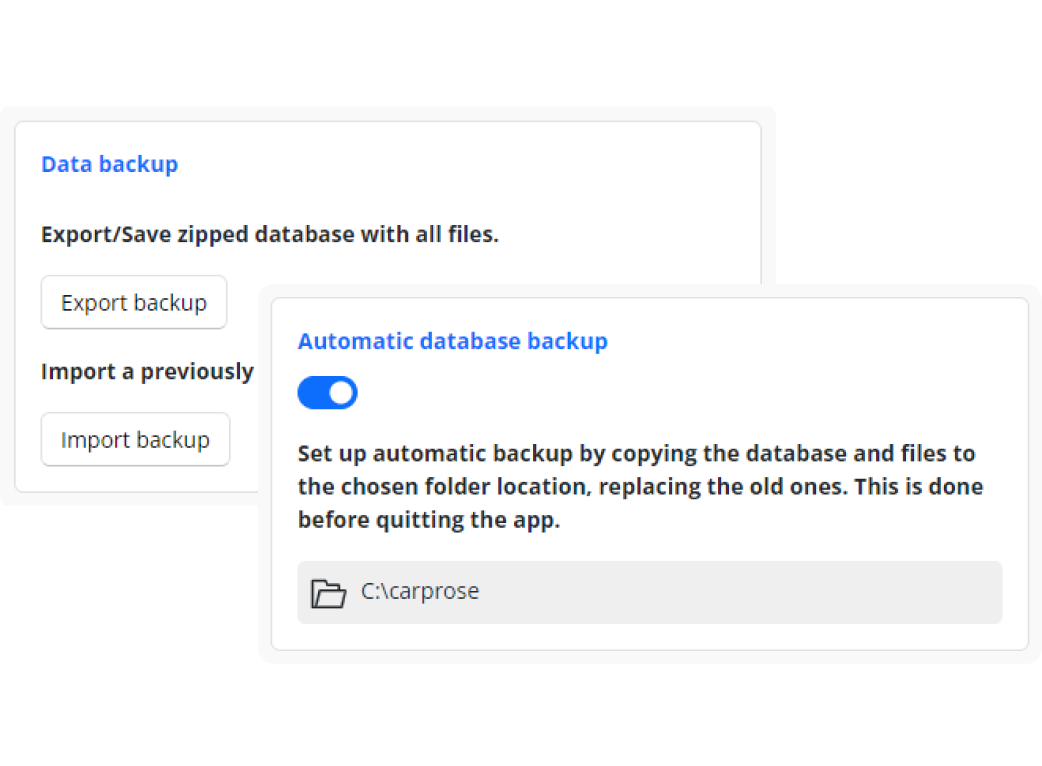 Data backup
Export/Save zipped database with all files.
Export backup
Import a previously
Import backup
Automatic database backup
Set up automatic backup by copying the database and files to
the chosen folder location, replacing the old ones. This is done
before quitting the app.
C:\carprose